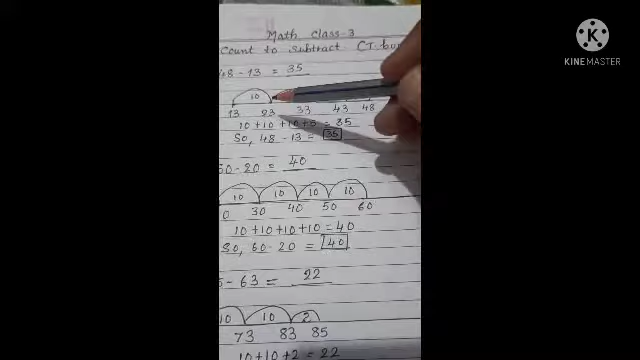 Math Class-3
Count to Subtract CT-
48-13 = 35
10
13 23 33 43 48
10+10+10+5 = 35
So, 48-13 = 35
60-20 = 40
10 10 10 10
0 30 40 50 60
10+10+10+10=40
So, 60-20 = 40
5-63 = 22
10 10 2
73 83 85
10+10+2=22
KINEMASTER